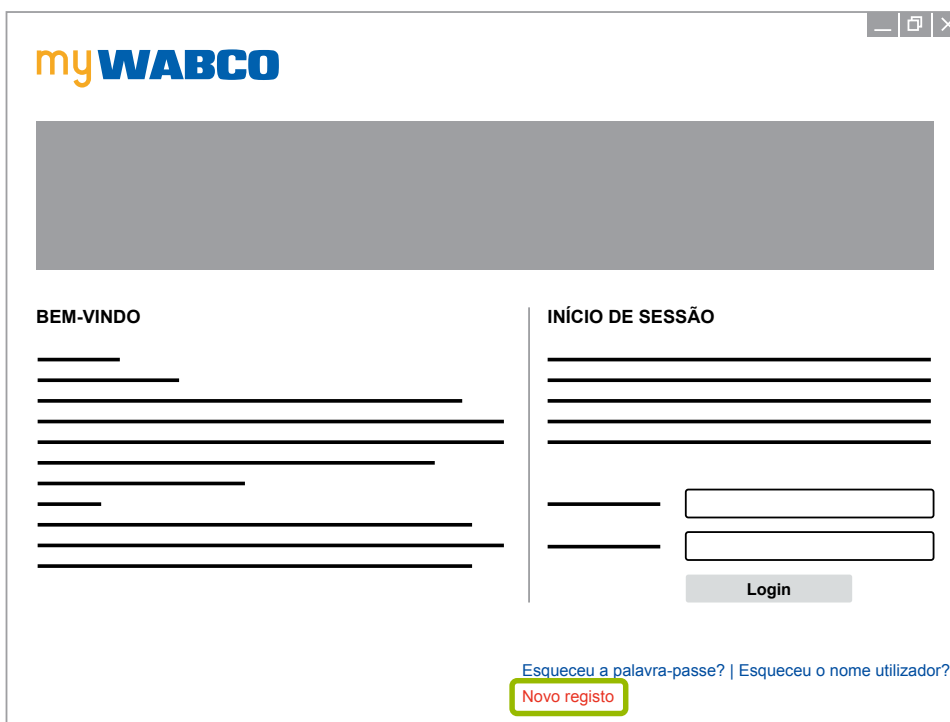 myWABCO
BEM-VINDO
INÍCIO DE SESSÃO
Login
Esqueceu a palavra-passe? | Esqueceu o nome utilizador?
Novo registo